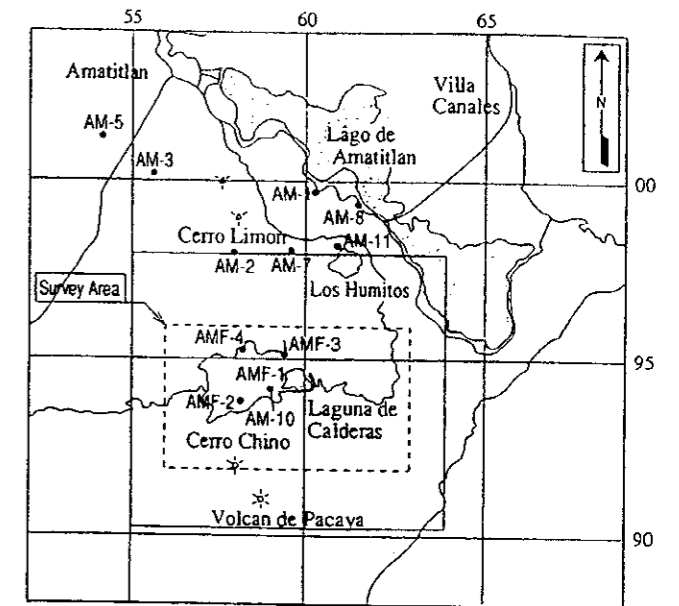 55 60 65
Amatitlan
Villa
Canales
N
AM-5
Lago de
Amatitlan
AM-3
00
AM-1
AM-8
Cerro Limon
AM-11
AM-2
AM-7
Survey Area
Los Humitos
AMF-4
AMF-3
95
AMF-1
AMF-2
AM-10
Laguna de
Calderas
Cerro Chino
Volcan de Pacaya
90